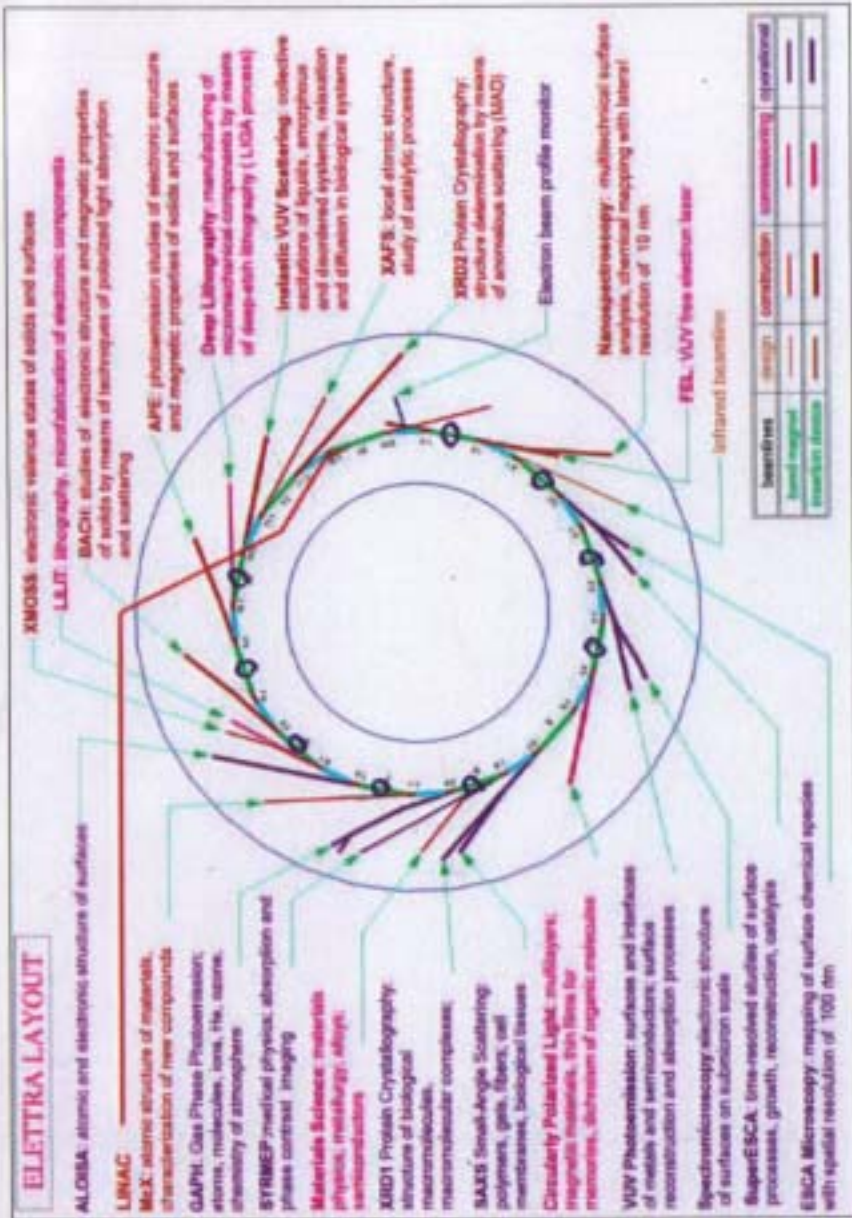 ELETTRA LAYOUT
ALOISA: atomic and electronic structure of surfaces
LINAC
McX: atomic structure of materials,
characterization of new compounds
GAPH: Gas Phase Photoemission;
atoms, molecules, ions, He, ozone,
chemistry of atmosphere
SYRMEP: medical physics: absorption and
phase contrast imaging
Materials Science: materials
physics, metallurgy, alloys,
semiconductors
XRD1 Protein Crystallography:
structure of biological
macromolecules,
macromolecular complexes;
SAXS Small-Angle Scattering:
polymers, gels, fibers, cell
membranes, biological tissues
Circularly Polarized Light: multilayers;
magnetic materials, thin films for
memories, dichroism of organic molecules
VUV Photoemission: surfaces and interfaces
of metals and semiconductors; surface
reconstruction and absorption processes
Spectromicroscopy: electronic structure
of surfaces on submicron scale
SuperESCA: time-resolved studies of surface
processes, growth, reconstruction, catalysis
ESCA Microscopy: mapping of surface chemical species
with spatial resolution of 100 nm
XMOSS: electronic valence states of solids and surfaces
LILIT: lithography, microfabrication of electronic components
BACH: studies of electronic structure and magnetic properties
of solids by means of techniques of polarized light absorption
and scattering
APE: photoemission studies of electronic structure
and magnetic properties of solids and surfaces
Deep Lithography: manufacturing of
micromechanical components by means
of deep-etch lithography (LIGA process)
Inelastic VUV Scattering: collective
excitations of liquids, amorphous
and disordered systems, relaxation
and diffusion in biological systems
XAFS: local atomic structure,
study of catalytic processes
XRD2 Protein Crystallography:
structure determination by means
of anomalous scattering (MAD)
Electron beam profile monitor
Nanospectroscopy: multitechnical surface
analysis, chemical mapping with lateral
resolution of 10 nm
FEL: VUV free electron laser
Infrared beamline
beamlines design construction commissioning operational
bend magnet
insertion device